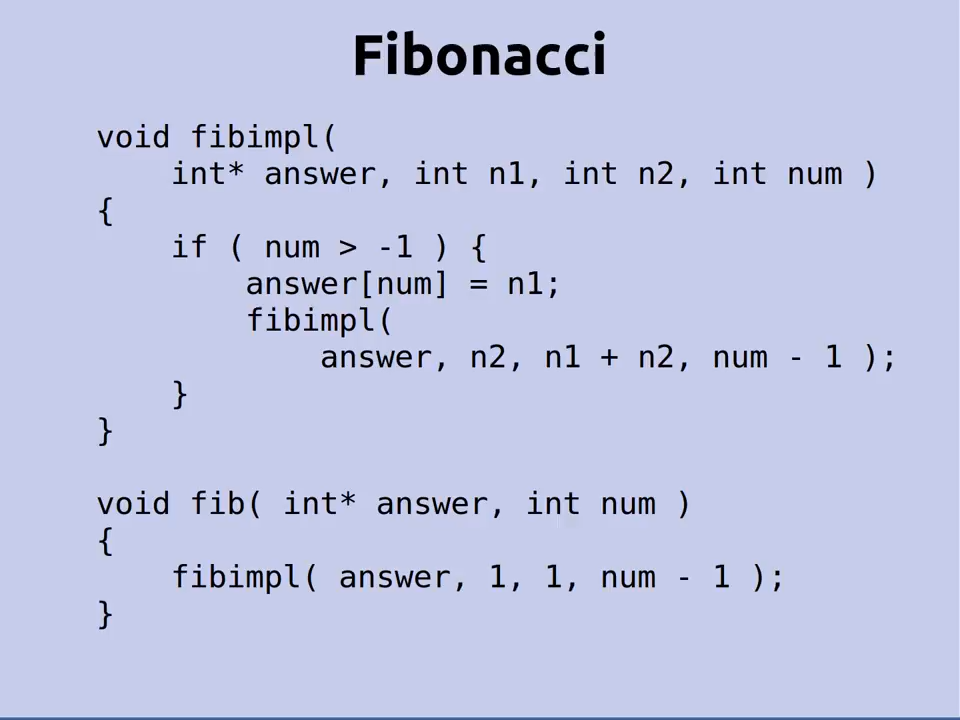 Fibonacci
void fibimpl(
    int* answer, int n1, int n2, int num )
{
    if ( num > -1 ) {
        answer[num] = n1;
        fibimpl(
            answer, n2, n1 + n2, num - 1 );
    }
}

void fib( int* answer, int num )
{
    fibimpl( answer, 1, 1, num - 1 );
}